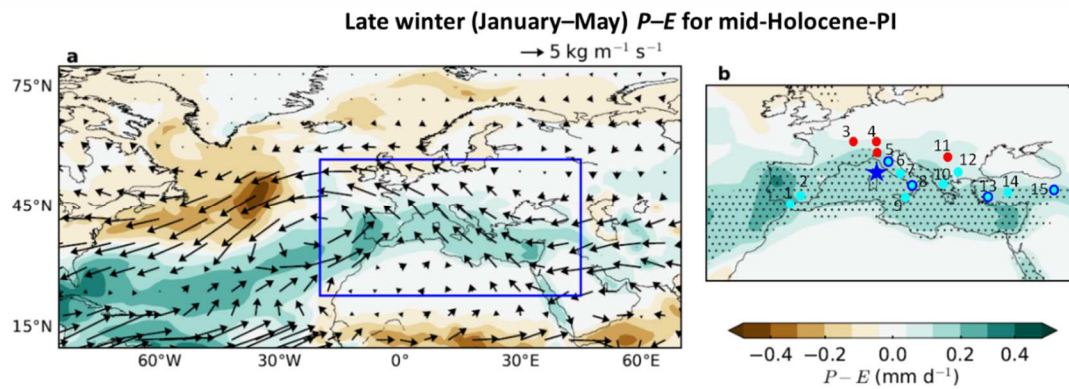 Late winter (January–May) P–E for mid-Holocene-PI
5 kg m⁻¹ s⁻¹
a
b
75°N
45°N
15°N
60°W
30°W
0°
30°E
60°E
3
4
5
6
7
8
9
10
11
12
13
14
15
1
2
−0.4
−0.2
0.0
0.2
0.4
P − E (mm d⁻¹)